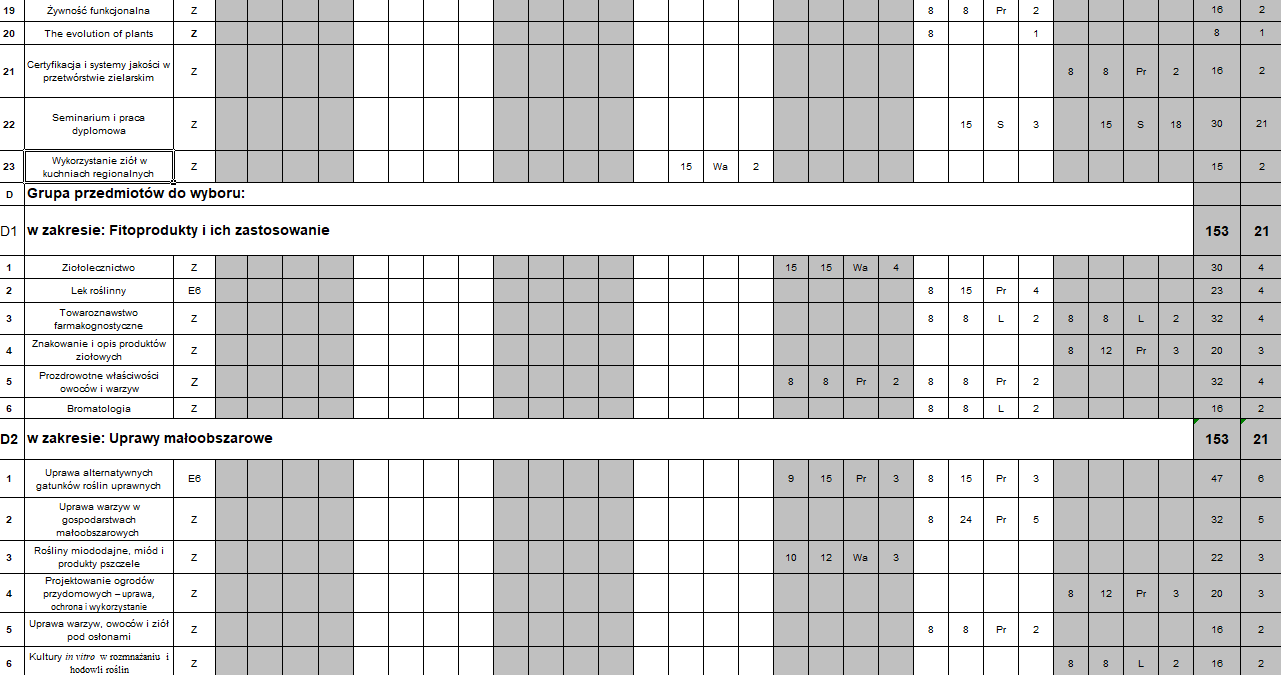 19 Żywność funkcjonalna Z 8 8 Pr 2 16 2
20 The evolution of plants Z 8 1 8 1
21 Certyfikacja i systemy jakości w przetwórstwie zielarskim Z 8 8 Pr 2 16 2
22 Seminarium i praca dyplomowa Z 15 S 3 15 S 18 30 21
23 Wykorzystanie ziół w kuchniach regionalnych Z 15 Wa 2 15 2
D Grupa przedmiotów do wyboru:
D1 w zakresie: Fitoprodukty i ich zastosowanie 153 21
1 Ziołolecznictwo Z 15 15 Wa 4 30 4
2 Lek roślinny E6 8 15 Pr 4 23 4
3 Towaroznawstwo farmakognostyczne Z 8 8 L 2 8 8 L 2 32 4
4 Znakowanie i opis produktów ziołowych Z 8 12 Pr 3 20 3
5 Prozdrowotne właściwości owoców i warzyw Z 8 8 Pr 2 8 8 Pr 2 32 4
6 Bromatologia Z 8 8 L 2 16 2
D2 w zakresie: Uprawy małoobszarowe 153 21
1 Uprawa alternatywnych gatunków roślin uprawnych E6 9 15 Pr 3 8 15 Pr 3 47 6
2 Uprawa warzyw w gospodarstwach małoobszarowych Z 8 24 Pr 5 32 5
3 Rośliny miododajne, miód i produkty pszczele Z 10 12 Wa 3 22 3
4 Projektowanie ogrodów przydomowych – uprawa, ochrona i wykorzystanie Z 8 12 Pr 3 20 3
5 Uprawa warzyw, owoców i ziół pod osłonami Z 8 8 Pr 2 16 2
6 Kultury in vitro w rozmnażaniu i hodowli roślin Z 8 8 L 2 16 2